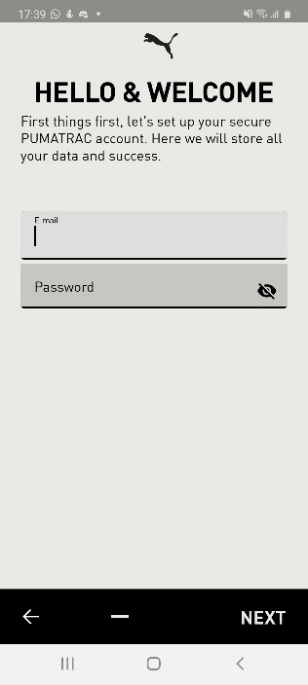 17:39
HELLO & WELCOME
First things first, let's set up your secure
PUMATRAC account. Here we will store all
your data and success.
E-mail
Password
NEXT